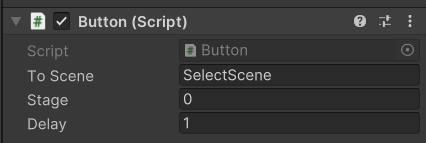 Button (Script)
Script Button
To Scene SelectScene
Stage 0
Delay 1